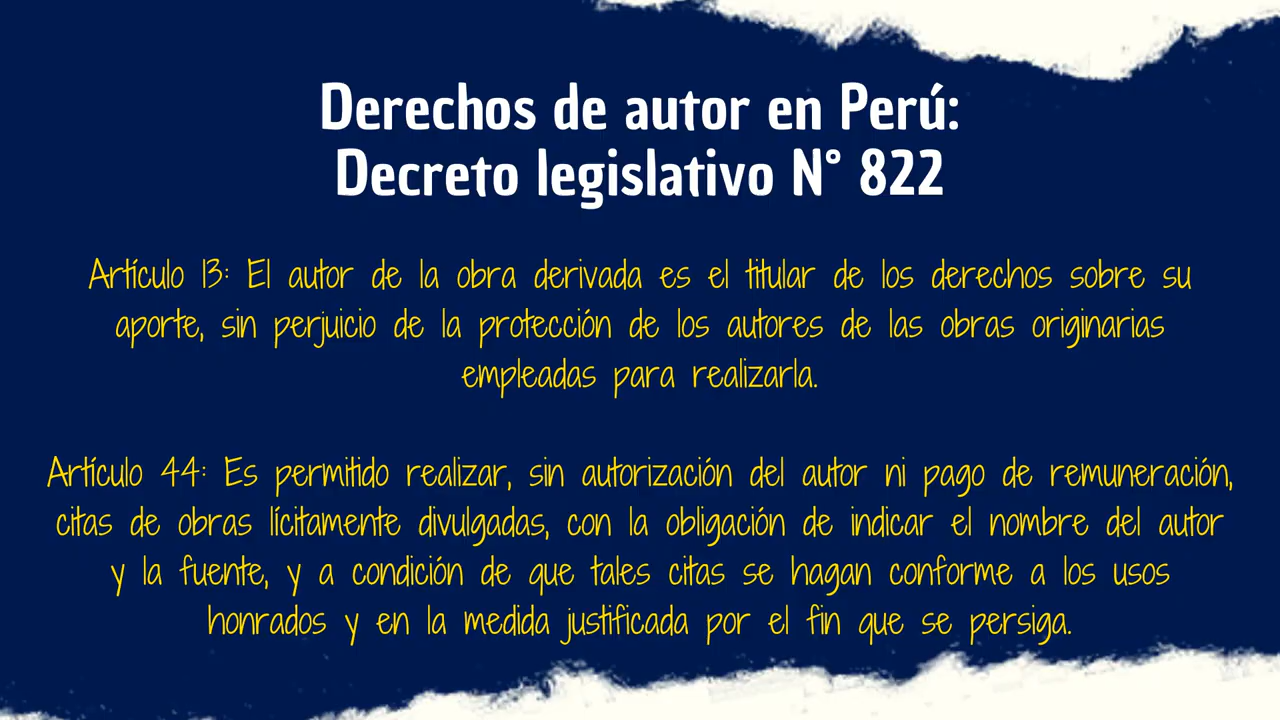 Derechos de autor en Perú:
Decreto legislativo N° 822
Artículo 13: El autor de la obra derivada es el titular de los derechos sobre su
aporte, sin perjuicio de la protección de los autores de las obras originarias
empleadas para realizarla.
Artículo 44: Es permitido realizar, sin autorización del autor ni pago de remuneración,
citas de obras lícitamente divulgadas, con la obligación de indicar el nombre del autor
y la fuente, y a condición de que tales citas se hagan conforme a los usos
honrados y en la medida justificada por el fin que se persiga.